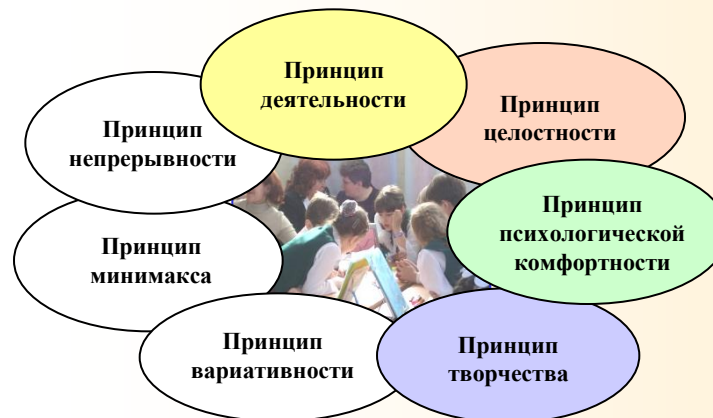 Принцип
деятельности
Принцип
целостности
Принцип
непрерывности
Принцип
психологической
комфортности
Принцип
минимакса
Принцип
вариативности
Принцип
творчества